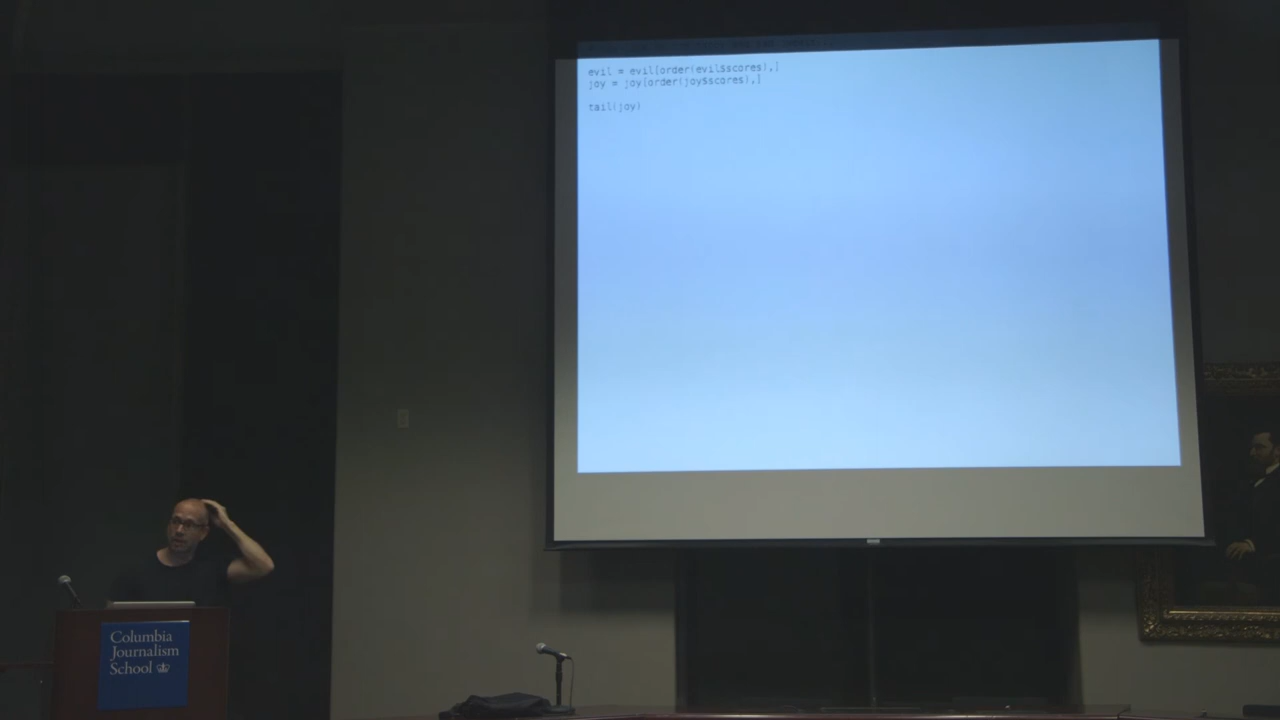 evil = evil[order(evil$scores),]
joy = joy[order(joy$scores),]
tail(joy)
Columbia
Journalism
School